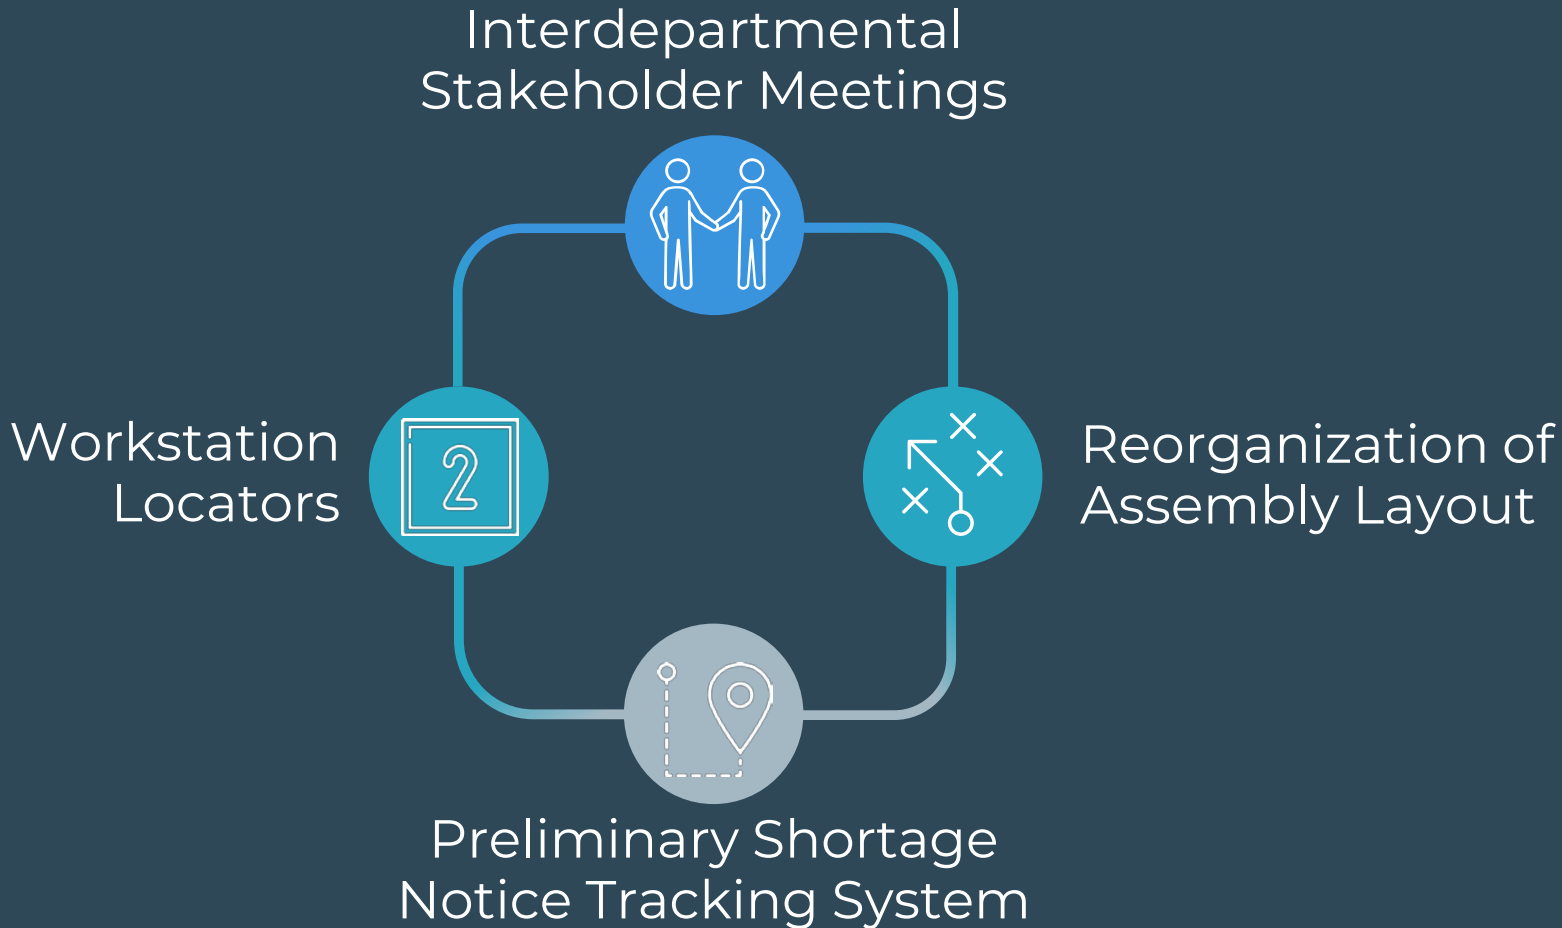 Interdepartmental
Stakeholder Meetings
Workstation
Locators
2
Reorganization of
Assembly Layout
Preliminary Shortage
Notice Tracking System